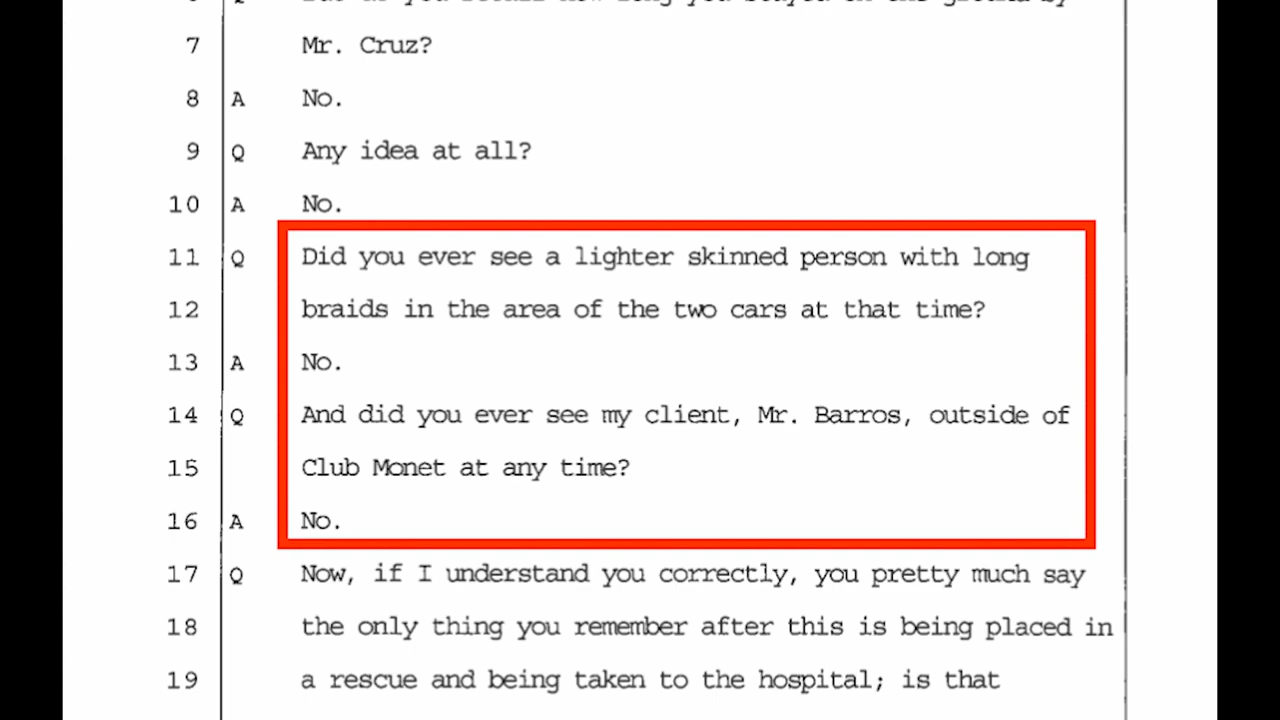 7 Mr. Cruz?
8 A No.
9 Q Any idea at all?
10 A No.
11 Q Did you ever see a lighter skinned person with long
12 braids in the area of the two cars at that time?
13 A No.
14 Q And did you ever see my client, Mr. Barros, outside of
15 Club Monet at any time?
16 A No.
17 Q Now, if I understand you correctly, you pretty much say
18 the only thing you remember after this is being placed in
19 a rescue and being taken to the hospital; is that